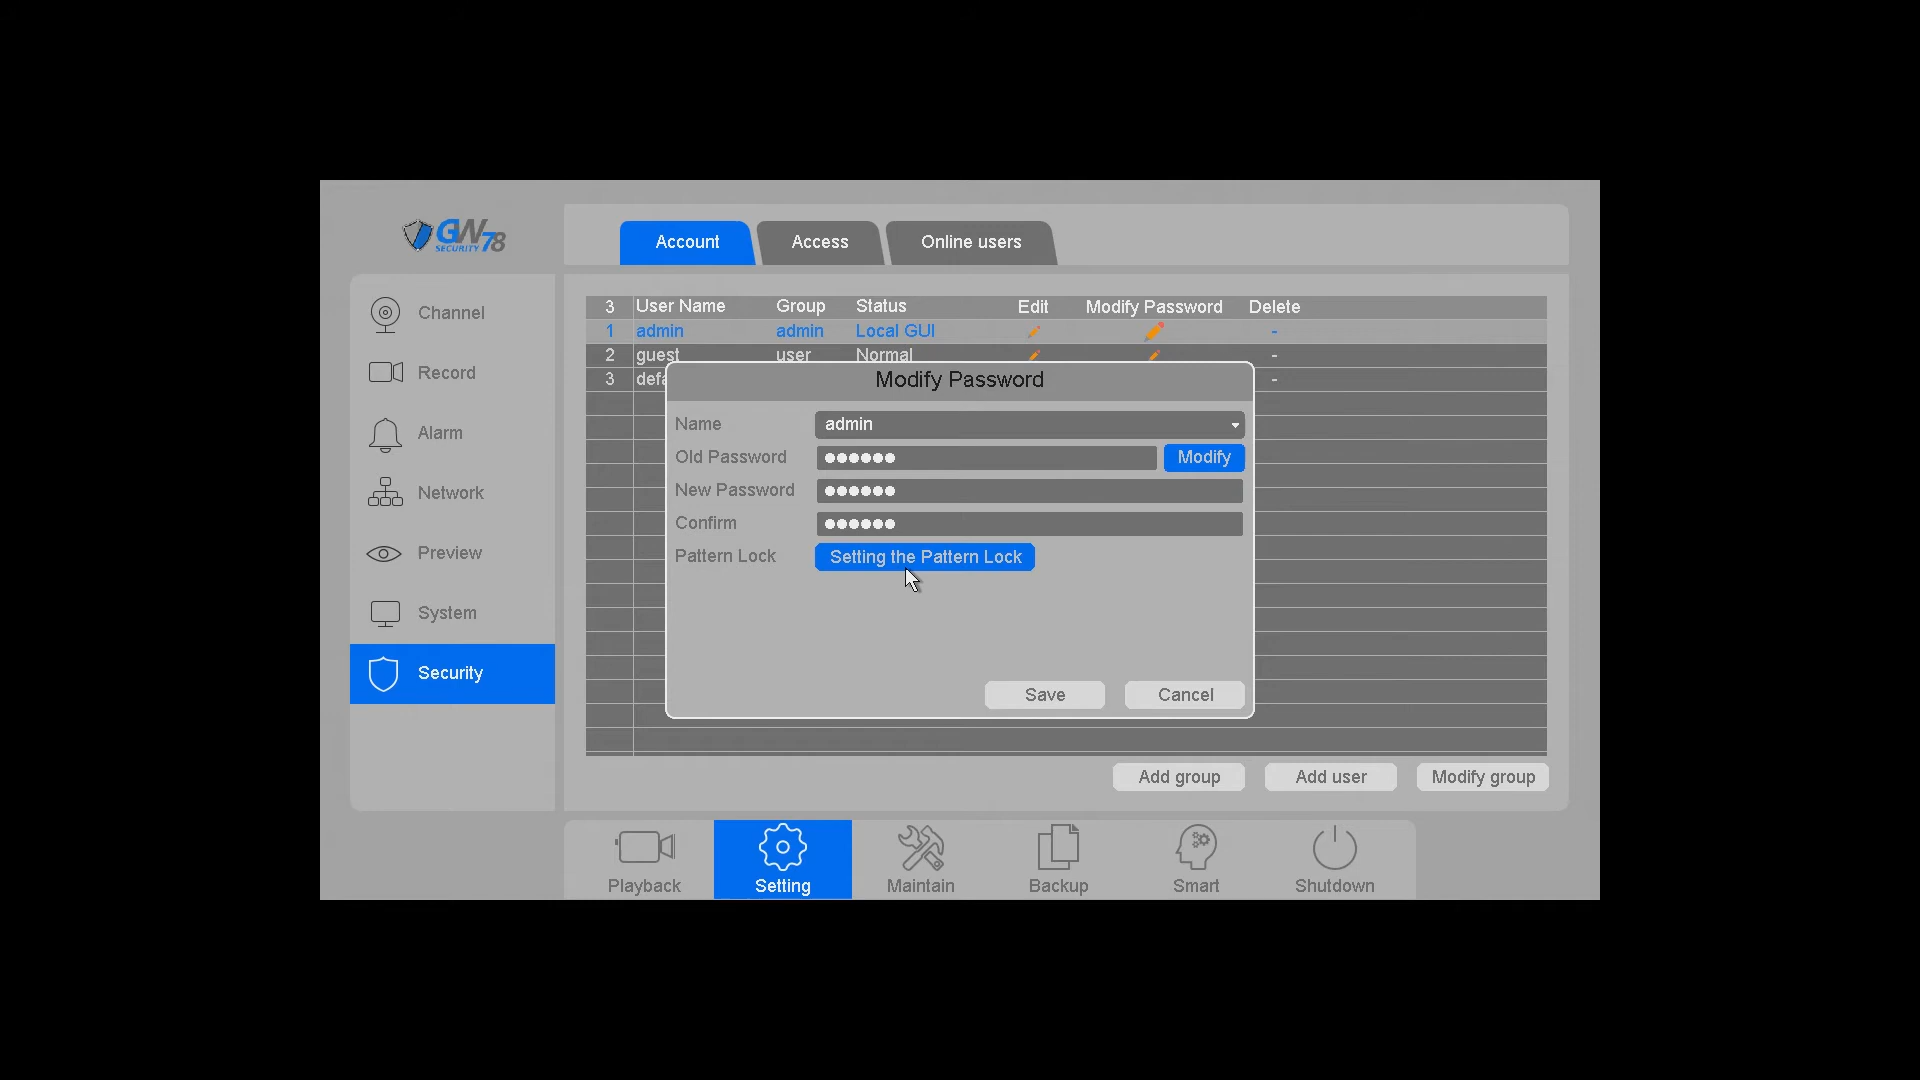 GW78
SECURITY
Account
Access
Online users
Channel
Record
Alarm
Network
Preview
System
Security
3 User Name Group Status Edit Modify Password Delete
1 admin admin Local GUI -
2 guest user Normal -
3 defa -
Modify Password
Name admin
Old Password ●●●●●● Modify
New Password ●●●●●●
Confirm ●●●●●●
Pattern Lock Setting the Pattern Lock
Save Cancel
Add group Add user Modify group
Playback Setting Maintain Backup Smart Shutdown